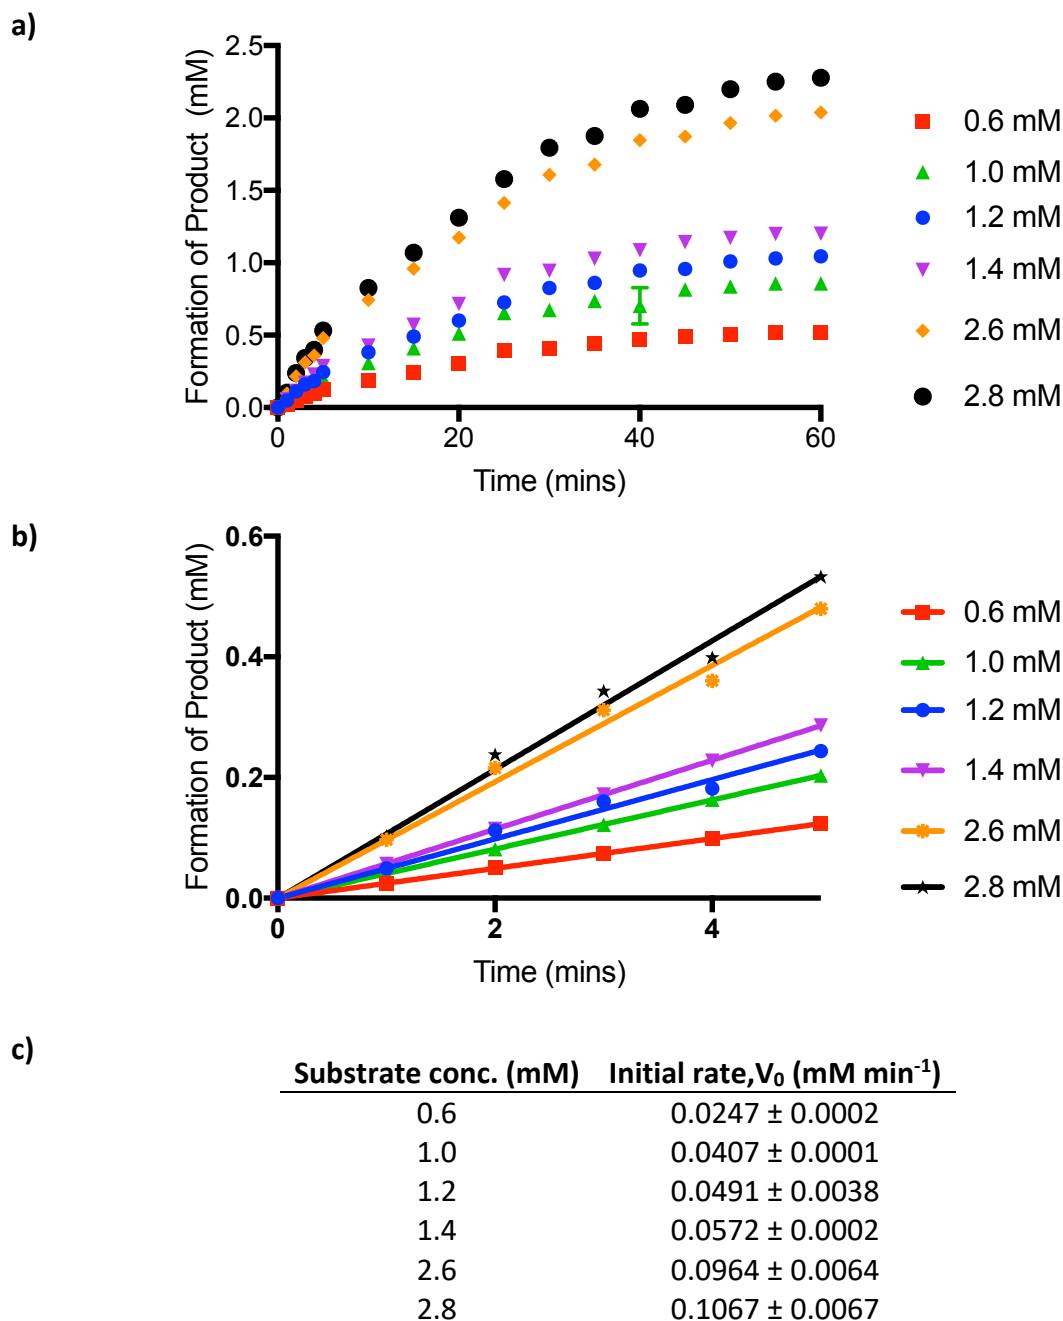 a)
Formation of Product (mM)
2.5
2.0
1.5
1.0
0.5
0.0
0 20 40 60
Time (mins)
0.6 mM
1.0 mM
1.2 mM
1.4 mM
2.6 mM
2.8 mM
b)
Formation of Product (mM)
0.6
0.4
0.2
0.0
0 2 4
Time (mins)
0.6 mM
1.0 mM
1.2 mM
1.4 mM
2.6 mM
2.8 mM
c)
Substrate conc. (mM) Initial rate,V₀ (mM min⁻¹)
0.6 0.0247 ± 0.0002
1.0 0.0407 ± 0.0001
1.2 0.0491 ± 0.0038
1.4 0.0572 ± 0.0002
2.6 0.0964 ± 0.0064
2.8 0.1067 ± 0.0067